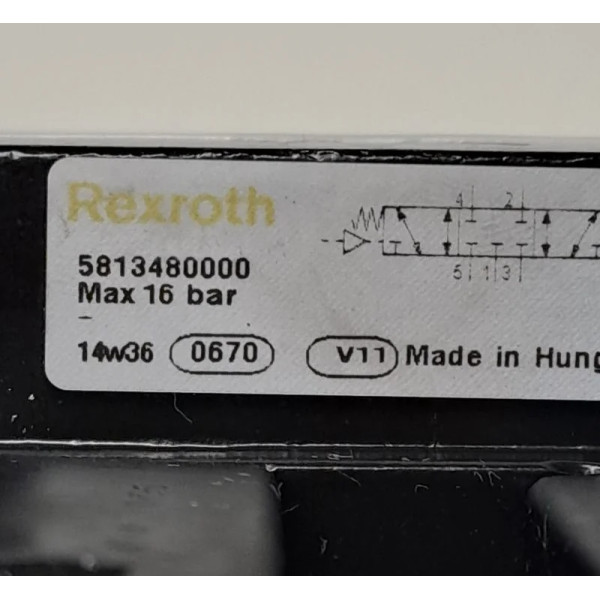 Rexroth
4 2
5 1 3
5813480000
Max 16 bar
-
14w36 0670 V11 Made in Hung